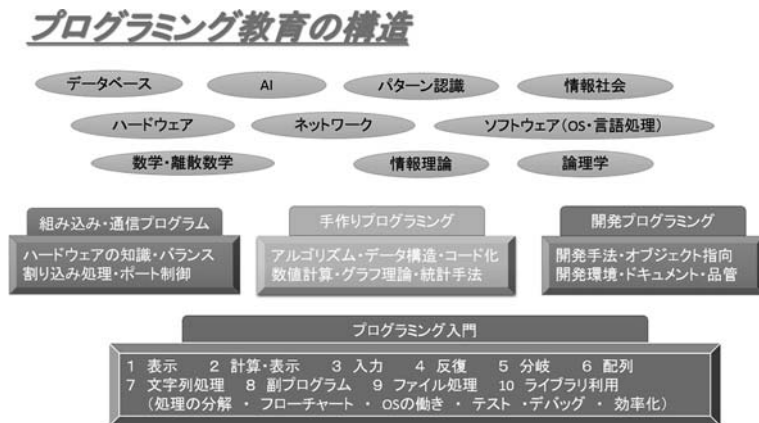 プログラミング教育の構造
データベース
AI
パターン認識
情報社会
ハードウェア
ネットワーク
ソフトウェア(OS・言語処理)
数学・離散数学
情報理論
論理学
組み込み・通信プログラム
ハードウェアの知識・バランス
割り込み処理・ポート制御
手作りプログラミング
アルゴリズム・データ構造・コード化
数値計算・グラフ理論・統計手法
開発プログラミング
開発手法・オブジェクト指向
開発環境・ドキュメント・品管
プログラミング入門
1 表示 2 計算・表示 3 入力 4 反復 5 分岐 6 配列
7 文字列処理 8 副プログラム 9 ファイル処理 10 ライブラリ利用
(処理の分解 ・ フローチャート ・ OSの働き ・ テスト ・デバッグ ・ 効率化)